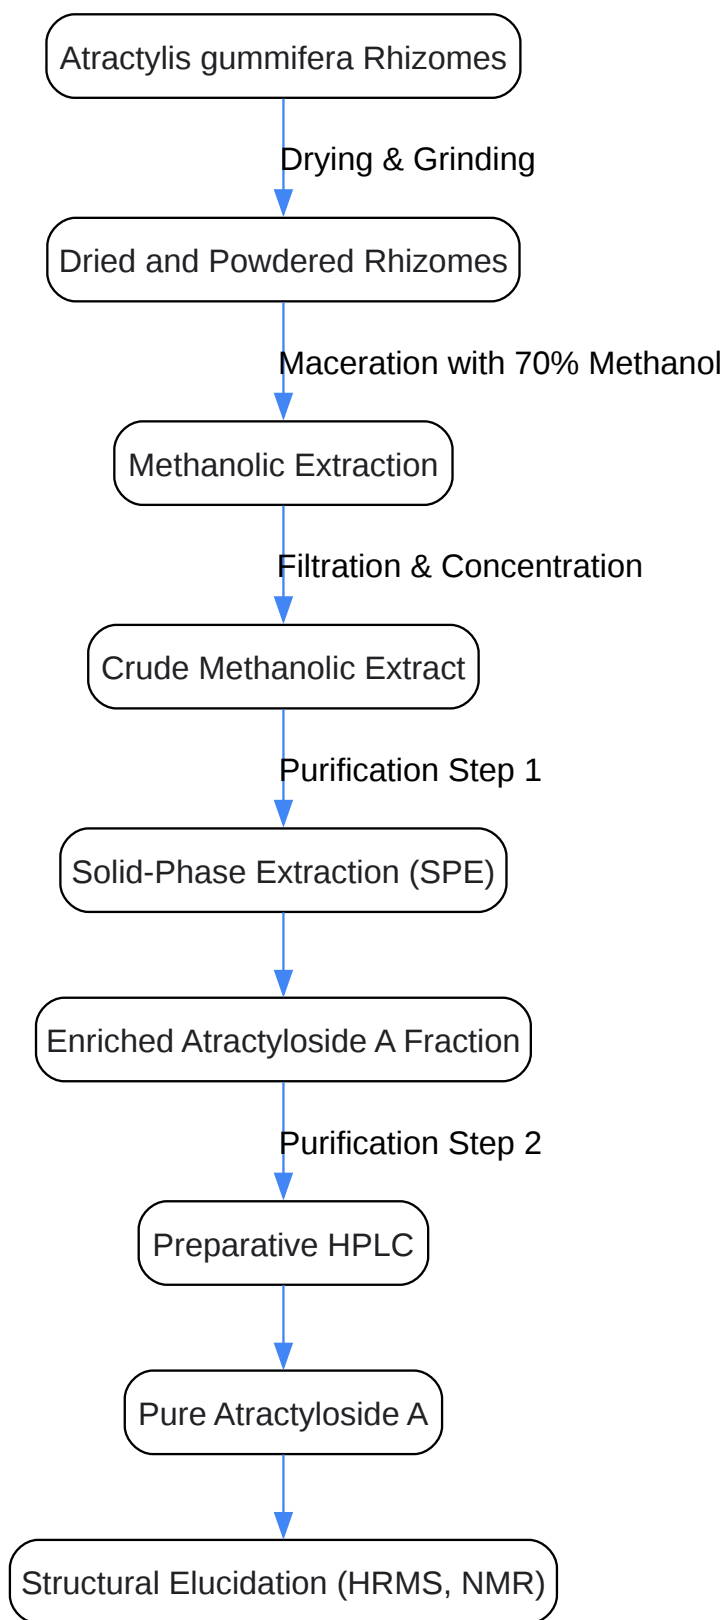 Atractylis gummifera Rhizomes
Drying & Grinding
Dried and Powdered Rhizomes
Maceration with 70% Methanol
Methanolic Extraction
Filtration & Concentration
Crude Methanolic Extract
Purification Step 1
Solid-Phase Extraction (SPE)
Enriched Atractyloside A Fraction
Purification Step 2
Preparative HPLC
Pure Atractyloside A
Structural Elucidation (HRMS, NMR)